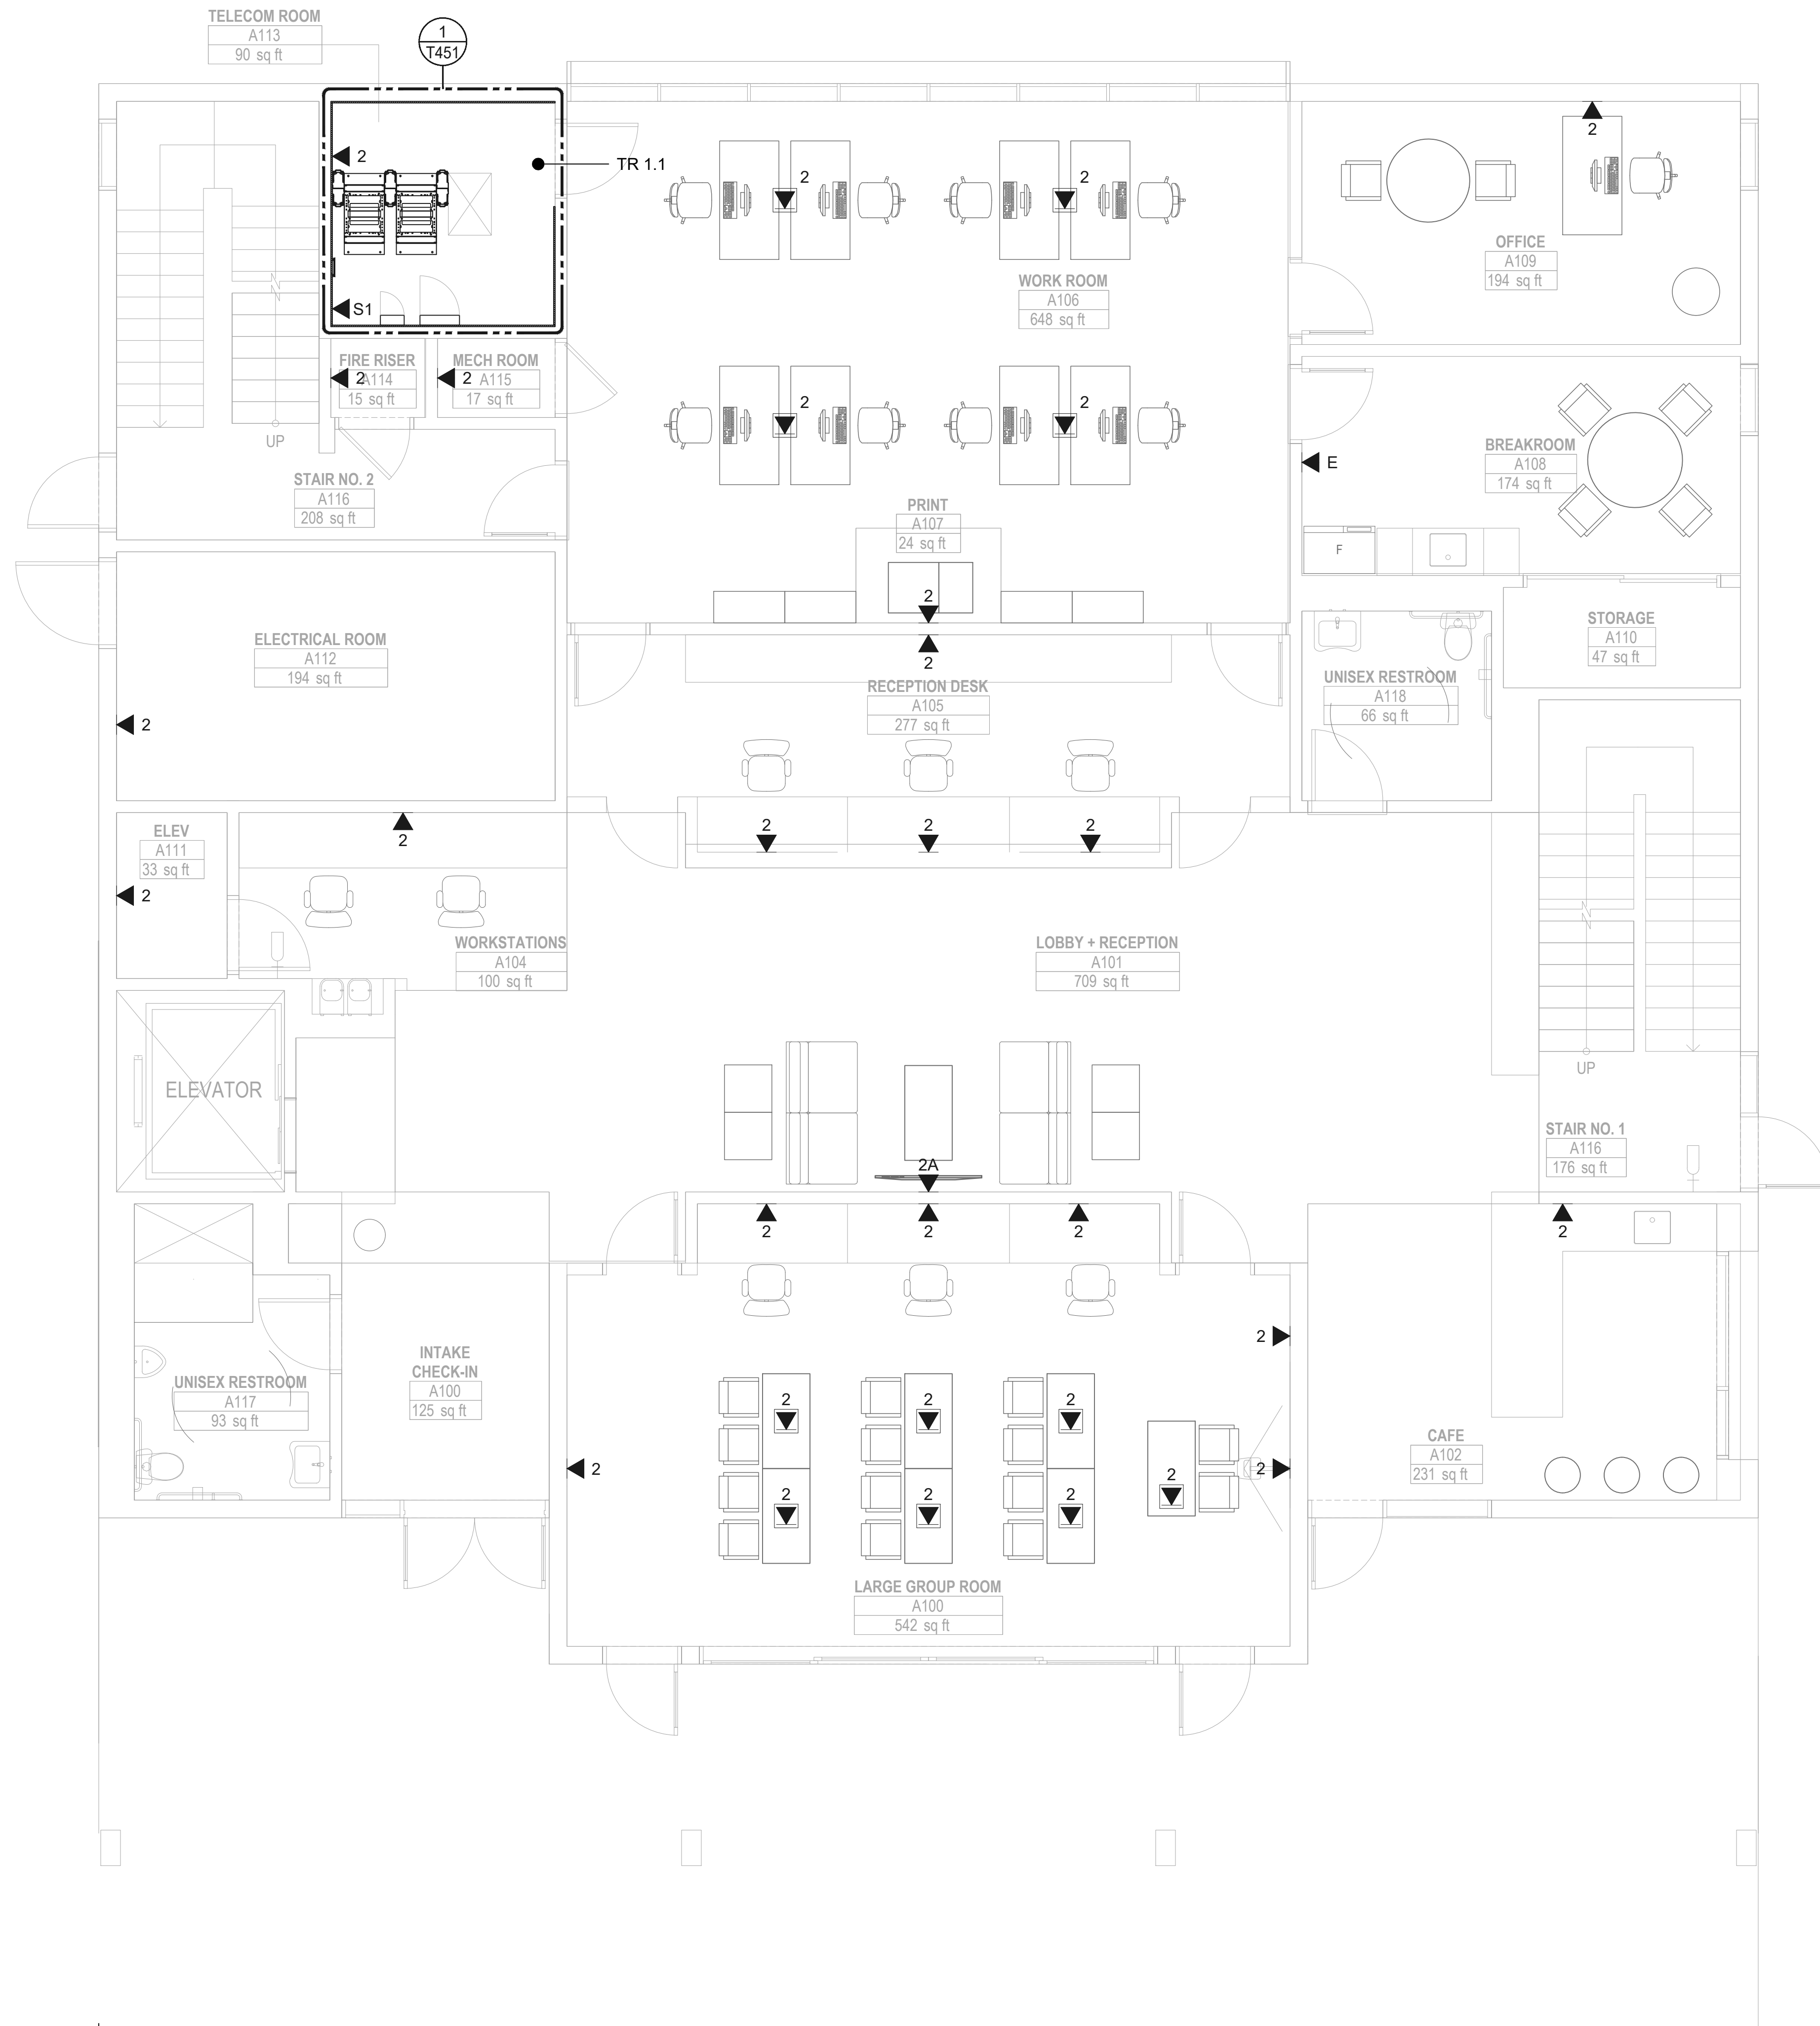 TELECOM ROOM
A113
90 sq ft
1
T451
2
TR 1.1
S1
2
2
2
OFFICE
A109
194 sq ft
WORK ROOM
A106
648 sq ft
FIRE RISER
A114
15 sq ft
2
MECH ROOM
A115
17 sq ft
2
2
2
UP
STAIR NO. 2
A116
208 sq ft
E
BREAKROOM
A108
174 sq ft
F
PRINT
A107
24 sq ft
2
2
ELECTRICAL ROOM
A112
194 sq ft
2
STORAGE
A110
47 sq ft
UNISEX RESTROOM
A118
66 sq ft
RECEPTION DESK
A105
277 sq ft
2
2
2
2
ELEV
A111
33 sq ft
2
WORKSTATIONS
A104
100 sq ft
LOBBY + RECEPTION
A101
709 sq ft
ELEVATOR
UP
STAIR NO. 1
A116
176 sq ft
2A
2
2
2
2
2
INTAKE
CHECK-IN
A100
125 sq ft
UNISEX RESTROOM
A117
93 sq ft
2
2
2
2
2
2
2
2
2
2
CAFE
A102
231 sq ft
LARGE GROUP ROOM
A100
542 sq ft